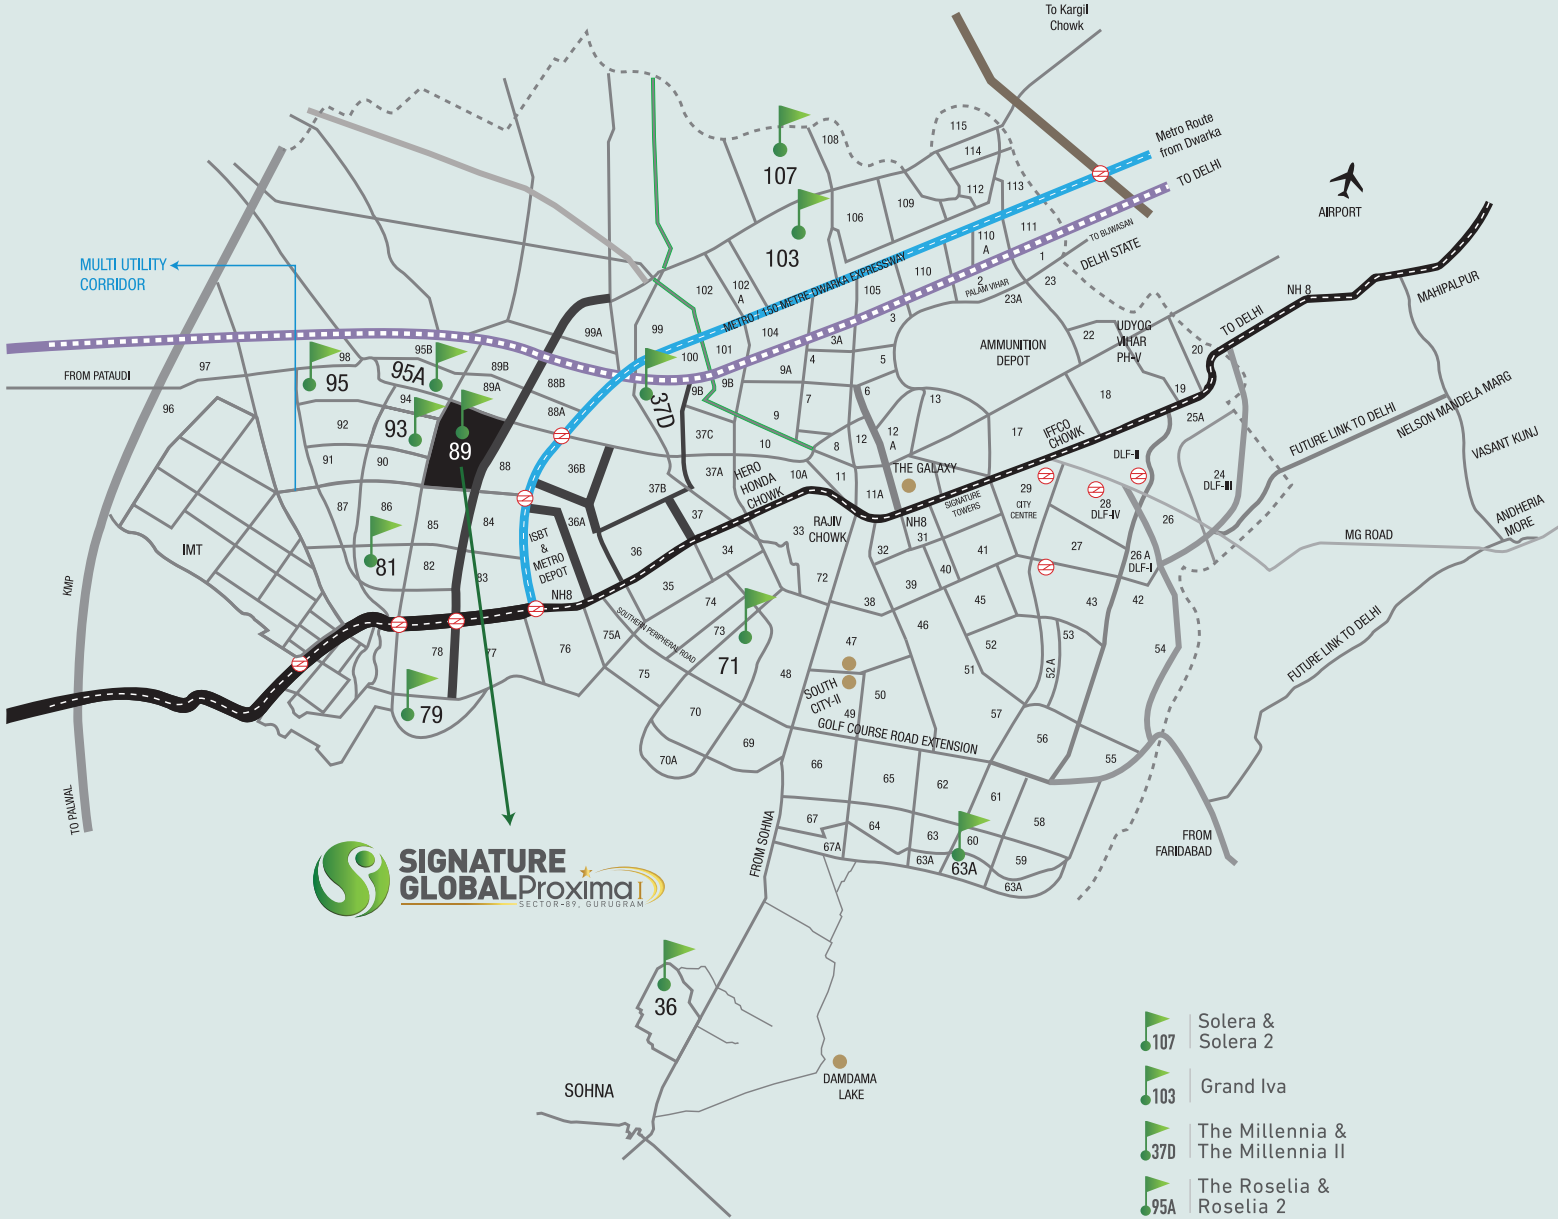 To Kargil
Chowk
Metro Route
from Dwarka
TO DELHI
AIRPORT
115
114
108
107
113
112
109
106
111
110
A
TO BIJWASAN
DELHI STATE
103
MULTI UTILITY
CORRIDOR
1
2
23
110
PALAM VIHAR
23A
METRO / 150 METRE DWARKA EXPRESSWAY
102
102
A
105
3
NH 8
MAHIPALPUR
TO DELHI
99A
99
104
3A
101
100
22
UDYOG
VIHAR
PH-V
20
AMMUNITION
DEPOT
98
95B
97
FROM PATAUDI
95
95A
89B
89A
88B
4
5
9A
9B
9B
37D
6
7
13
18
19
94
93
92
96
89
88A
9
8
12
12
A
17
IFFCO
CHOWK
25A
FUTURE LINK TO DELHI
NELSON MANDELA MARG
VASANT KUNJ
91
90
88
36B
37C
10
37A
HERO
HONDA
CHOWK
10A
11
THE GALAXY
DLF-II
24
DLF-III
37B
11A
SIGNATURE
TOWERS
29
CITY
CENTRE
28
DLF-IV
26
ANDHERIA
MORE
87
86
85
84
36A
37
33
RAJIV
CHOWK
NH8
31
MG ROAD
IMT
ISBT
&
METRO
DEPOT
36
34
32
41
27
26 A
DLF-I
81
82
83
NH8
35
72
39
40
KMP
74
38
45
43
42
SOUTHERN PERIPHERAL ROAD
75A
73
46
47
52
53
54
78
77
76
71
75
48
SOUTH
CITY-II
50
51
52 A
FUTURE LINK TO DELHI
79
70
49
57
GOLF COURSE ROAD EXTENSION
69
56
55
70A
66
65
62
61
TO PALWAL
FROM SOHNA
67
64
63
60
58
67A
63A
63A
59
63A
FROM
FARIDABAD
SIGNATURE
GLOBAL Proxima I
SECTOR-89, GURUGRAM
36
SOHNA
DAMDAMA
LAKE
107
Solera &
Solera 2
103
Grand Iva
37D
The Millennia &
The Millennia II
95A
The Roselia &
Roselia 2